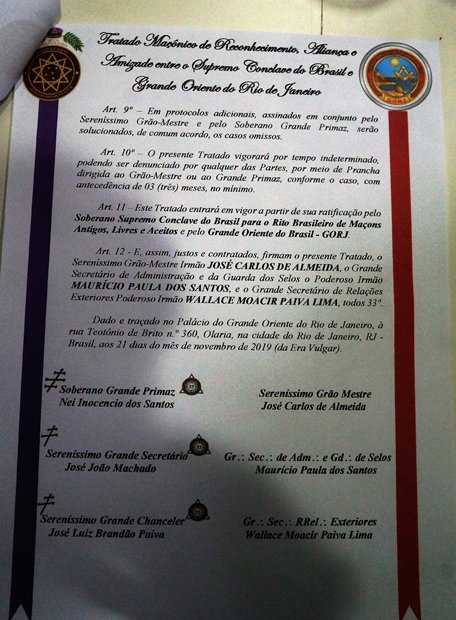 Tratado Maçônico de Reconhecimento, Aliança e
Amizade entre o Supremo Conclave do Brasil e
Grande Oriente do Rio de Janeiro
Art. 9º – Em protocolos adicionais, assinados em conjunto pelo
Sereníssimo Grão-Mestre e pelo Soberano Grande Primaz, serão
solucionados, de comum acordo, os casos omissos.
Art. 10º – O presente Tratado vigorará por tempo indeterminado,
podendo ser denunciado por qualquer das Partes, por meio de Prancha
dirigida ao Grão-Mestre ou ao Grande Primaz, conforme o caso, com
antecedência de 03 (três) meses, no mínimo.
Art. 11 – Este Tratado entrará em vigor a partir de sua ratificação pelo
Soberano Supremo Conclave do Brasil para o Rito Brasileiro de Maçons
Antigos, Livres e Aceitos e pelo Grande Oriente do Brasil - GORJ.
Art. 12 - E, assim, justos e contratados, firmam o presente Tratado, o
Sereníssimo Grão-Mestre Irmão JOSÉ CARLOS DE ALMEIDA, o Grande
Secretário de Administração e da Guarda dos Selos o Poderoso Irmão
MAURÍCIO PAULA DOS SANTOS, e o Grande Secretário de Relações
Exteriores Poderoso Irmão WALLACE MOACIR PAIVA LIMA, todos 33º.
Dado e traçado no Palácio do Grande Oriente do Rio de Janeiro, à
rua Teotônio de Brito n.º 360, Olaria, na cidade do Rio de Janeiro, RJ -
Brasil, aos 21 dias do mês de novembro de 2019 (da Era Vulgar).
Soberano Grande Primaz
Nei Inocencio dos Santos
Sereníssimo Grão Mestre
José Carlos de Almeida
Sereníssimo Grande Secretário
José João Machado
Gr∴ Sec∴ de Adm∴ e Gd∴ de Selos
Maurício Paula dos Santos
Sereníssimo Grande Chanceler
José Luiz Brandão Paiva
Gr∴ Sec∴ RRel∴ Exteriores
Wallace Moacir Paiva Lima